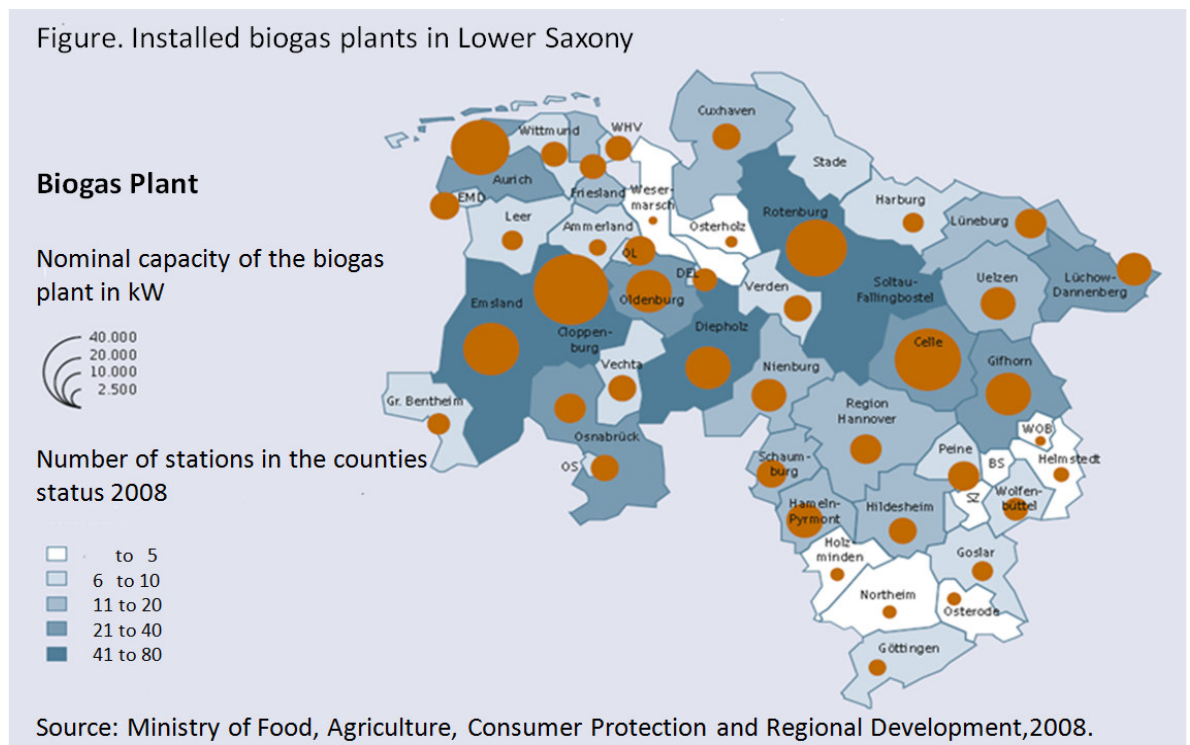 Figure. Installed biogas plants in Lower Saxony
Biogas Plant
Nominal capacity of the biogas
plant in kW
40.000
20.000
10.000
2.500
Number of stations in the counties
status 2008
to 5
6 to 10
11 to 20
21 to 40
41 to 80
Cuxhaven
WHV
Wittmund
Stade
Aurich
Friesland
Weser-
marsch
EMD
Harburg
Leer
Rotenburg
Lüneburg
Ammerland
Osterholz
OL
DEL
Verden
Soltau-
Fallingbostel
Uelzen
Lüchow-
Dannenberg
Emsland
Oldenburg
Cloppen-
burg
Diepholz
Celle
Gifhorn
Vechta
Nienburg
Gr. Bentheim
Region
Hannover
WOB
Osnabrück
Peine
BS
Helmstedt
OS
Schaum-
burg
SZ
Wolfen-
büttel
Hameln-
Pyrmont
Hildesheim
Holz-
minden
Goslar
Northeim
Osterode
Göttingen
Source: Ministry of Food, Agriculture, Consumer Protection and Regional Development,2008.